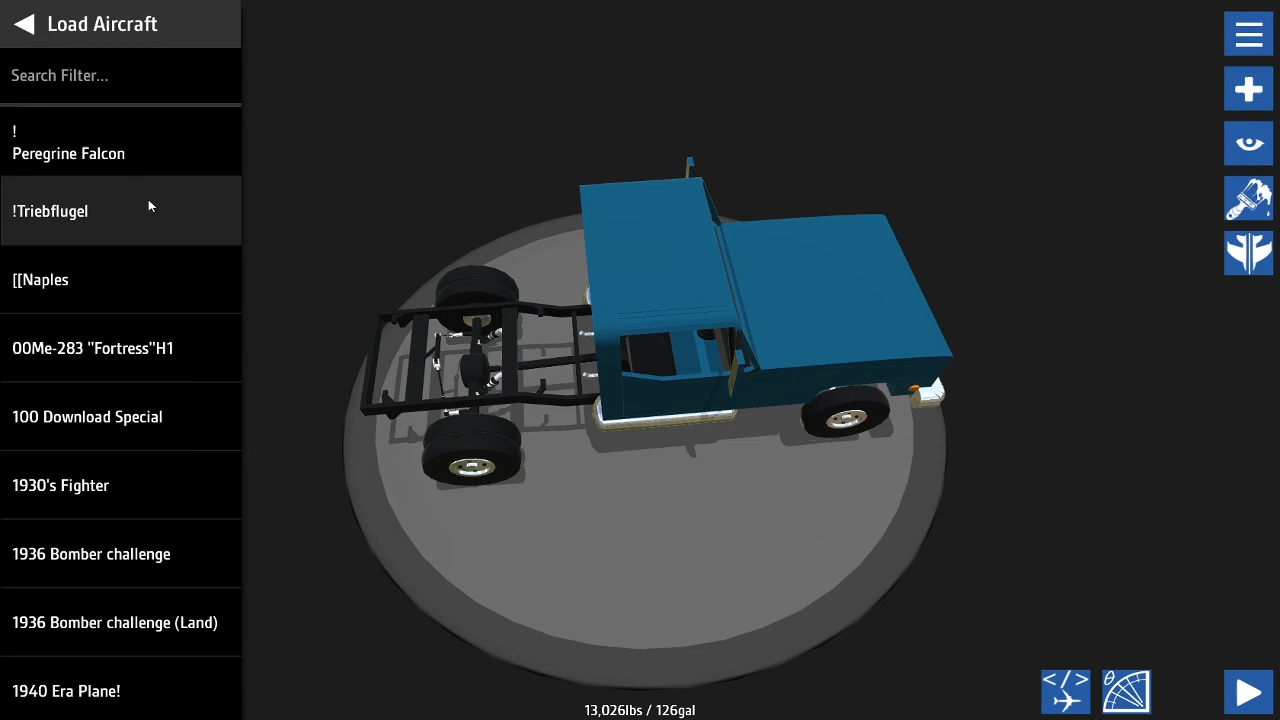 Load Aircraft
Search Filter...
!
Peregrine Falcon
!Triebflugel
[[Naples
00Me-283 "Fortress"H1
100 Download Special
1930's Fighter
1936 Bomber challenge
1936 Bomber challenge (Land)
1940 Era Plane!
13,026lbs / 126gal